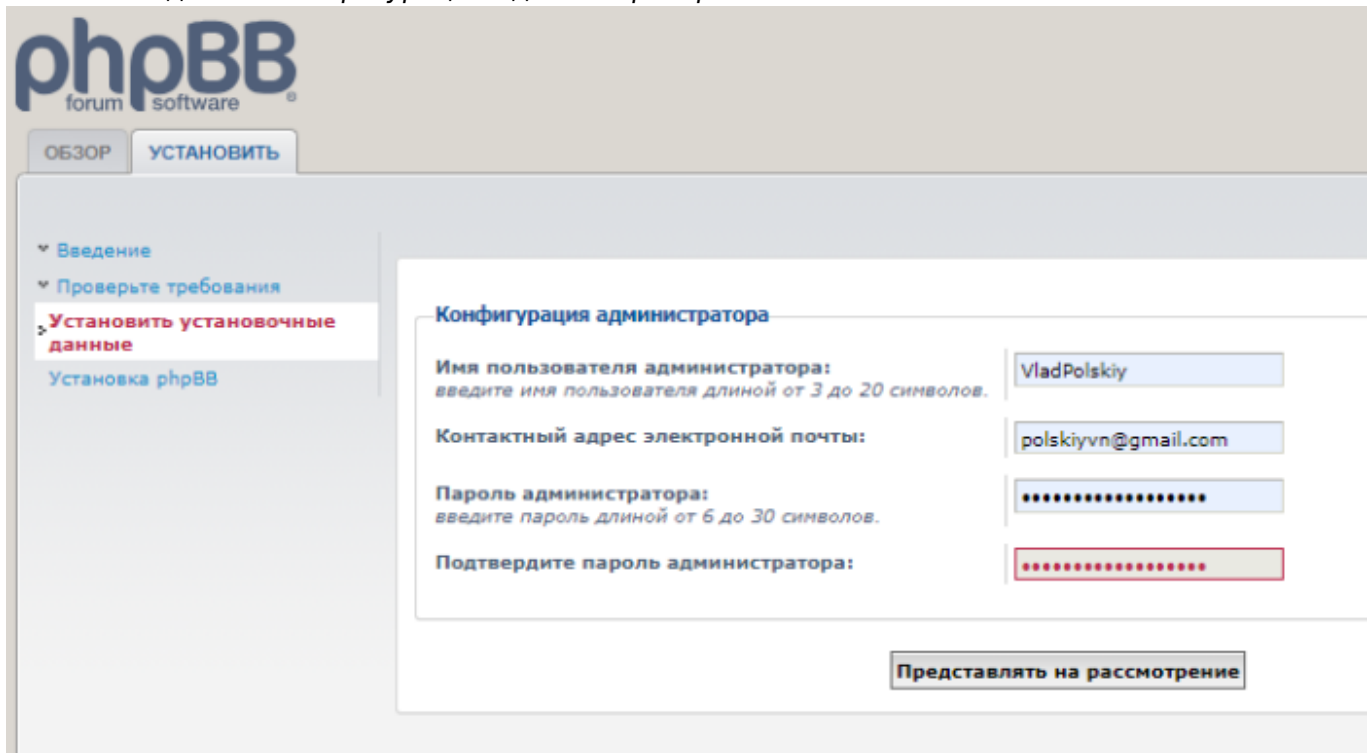 phpBB
forum software
ОБЗОР
УСТАНОВИТЬ
Введение
Проверьте требования
Установить установочные
данные
Установка phpBB
Конфигурация администратора
Имя пользователя администратора:
введите имя пользователя длиной от 3 до 20 символов.
VladPolskiy
Контактный адрес электронной почты:
polskiyvn@gmail.com
Пароль администратора:
введите пароль длиной от 6 до 30 символов.
••••••••••••••••••
Подтвердите пароль администратора:
••••••••••••••••••
Представлять на рассмотрение